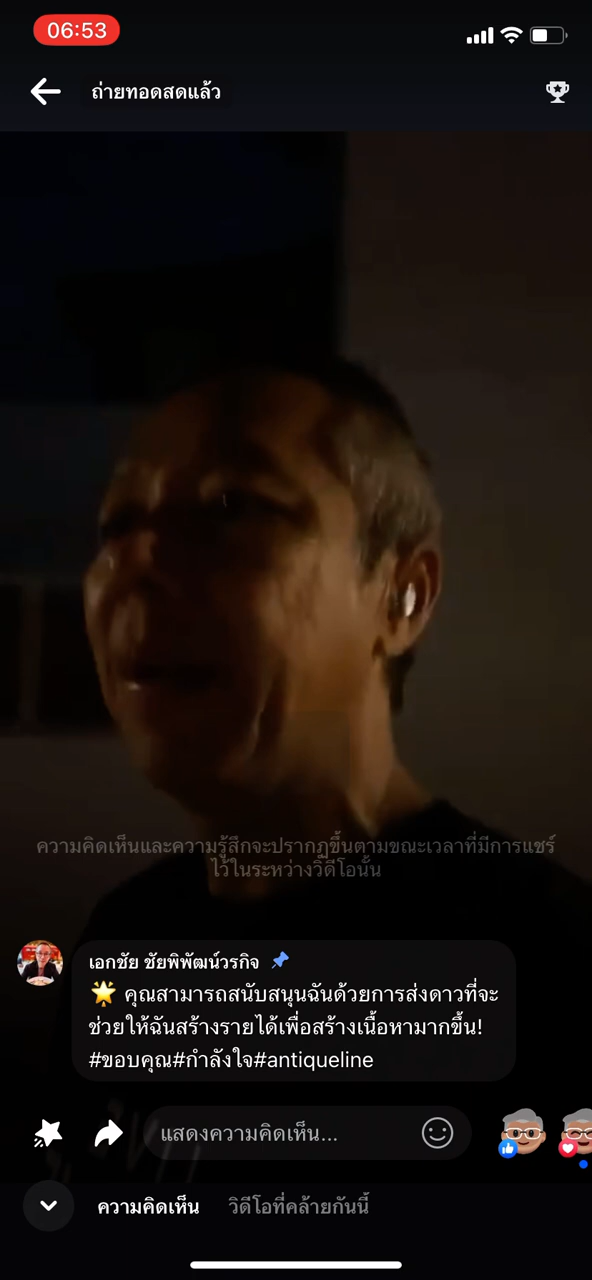 06:53
ถ่ายทอดสดแล้ว
ความคิดเห็นและความรู้สึกจะปรากฏขึ้นตามขณะเวลาที่มีการแชร์
ไว้ในระหว่างวิดีโอนั้น
เอกชัย ชัยพิพัฒน์วรกิจ
🌟 คุณสามารถสนับสนุนฉันด้วยการส่งดาวที่จะ
ช่วยให้ฉันสร้างรายได้เพื่อสร้างเนื้อหามากขึ้น!
#ขอบคุณ#กำลังใจ#antiqueline
แสดงความคิดเห็น...
ความคิดเห็น วิดีโอที่คล้ายกันนี้